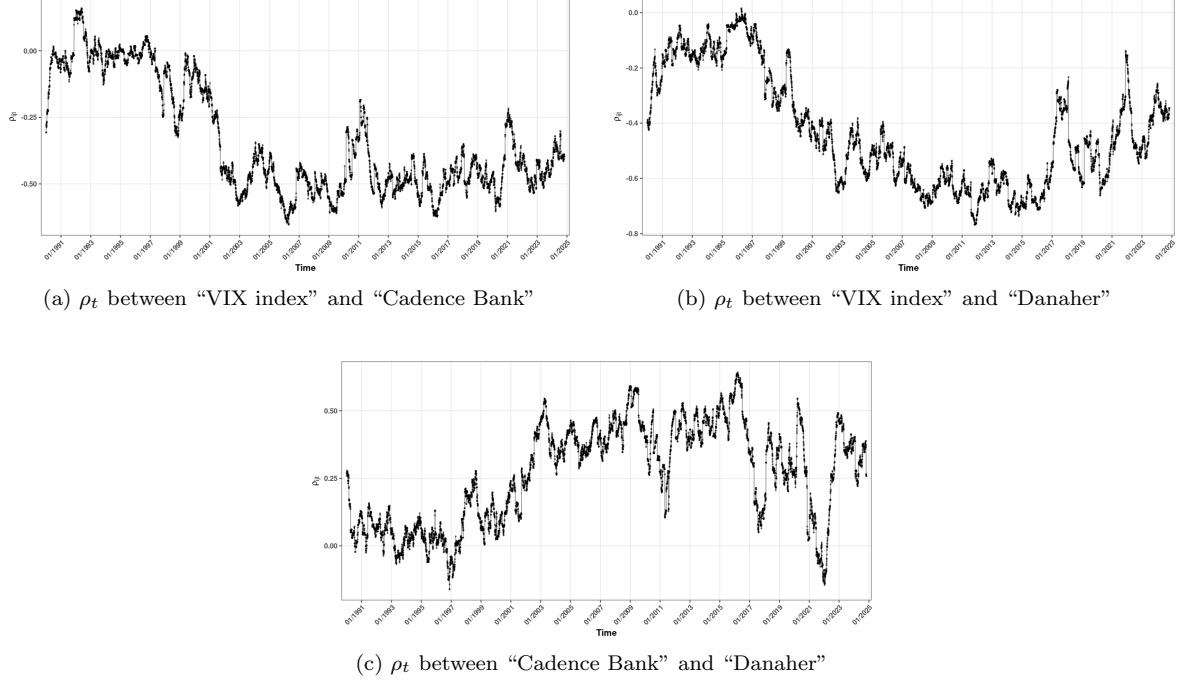 0.00
-0.25
-0.50
ρij
01/1991 01/1993 01/1995 01/1997 01/1999 01/2001 01/2003 01/2005 01/2007 01/2009 01/2011 01/2013 01/2015 01/2017 01/2019 01/2021 01/2023 01/2025
Time
(a) ρt between “VIX index” and “Cadence Bank”
0.0
-0.2
-0.4
-0.6
-0.8
ρij
01/1991 01/1993 01/1995 01/1997 01/1999 01/2001 01/2003 01/2005 01/2007 01/2009 01/2011 01/2013 01/2015 01/2017 01/2019 01/2021 01/2023 01/2025
Time
(b) ρt between “VIX index” and “Danaher”
0.50
0.25
0.00
ρij
01/1991 01/1993 01/1995 01/1997 01/1999 01/2001 01/2003 01/2005 01/2007 01/2009 01/2011 01/2013 01/2015 01/2017 01/2019 01/2021 01/2023 01/2025
Time
(c) ρt between “Cadence Bank” and “Danaher”